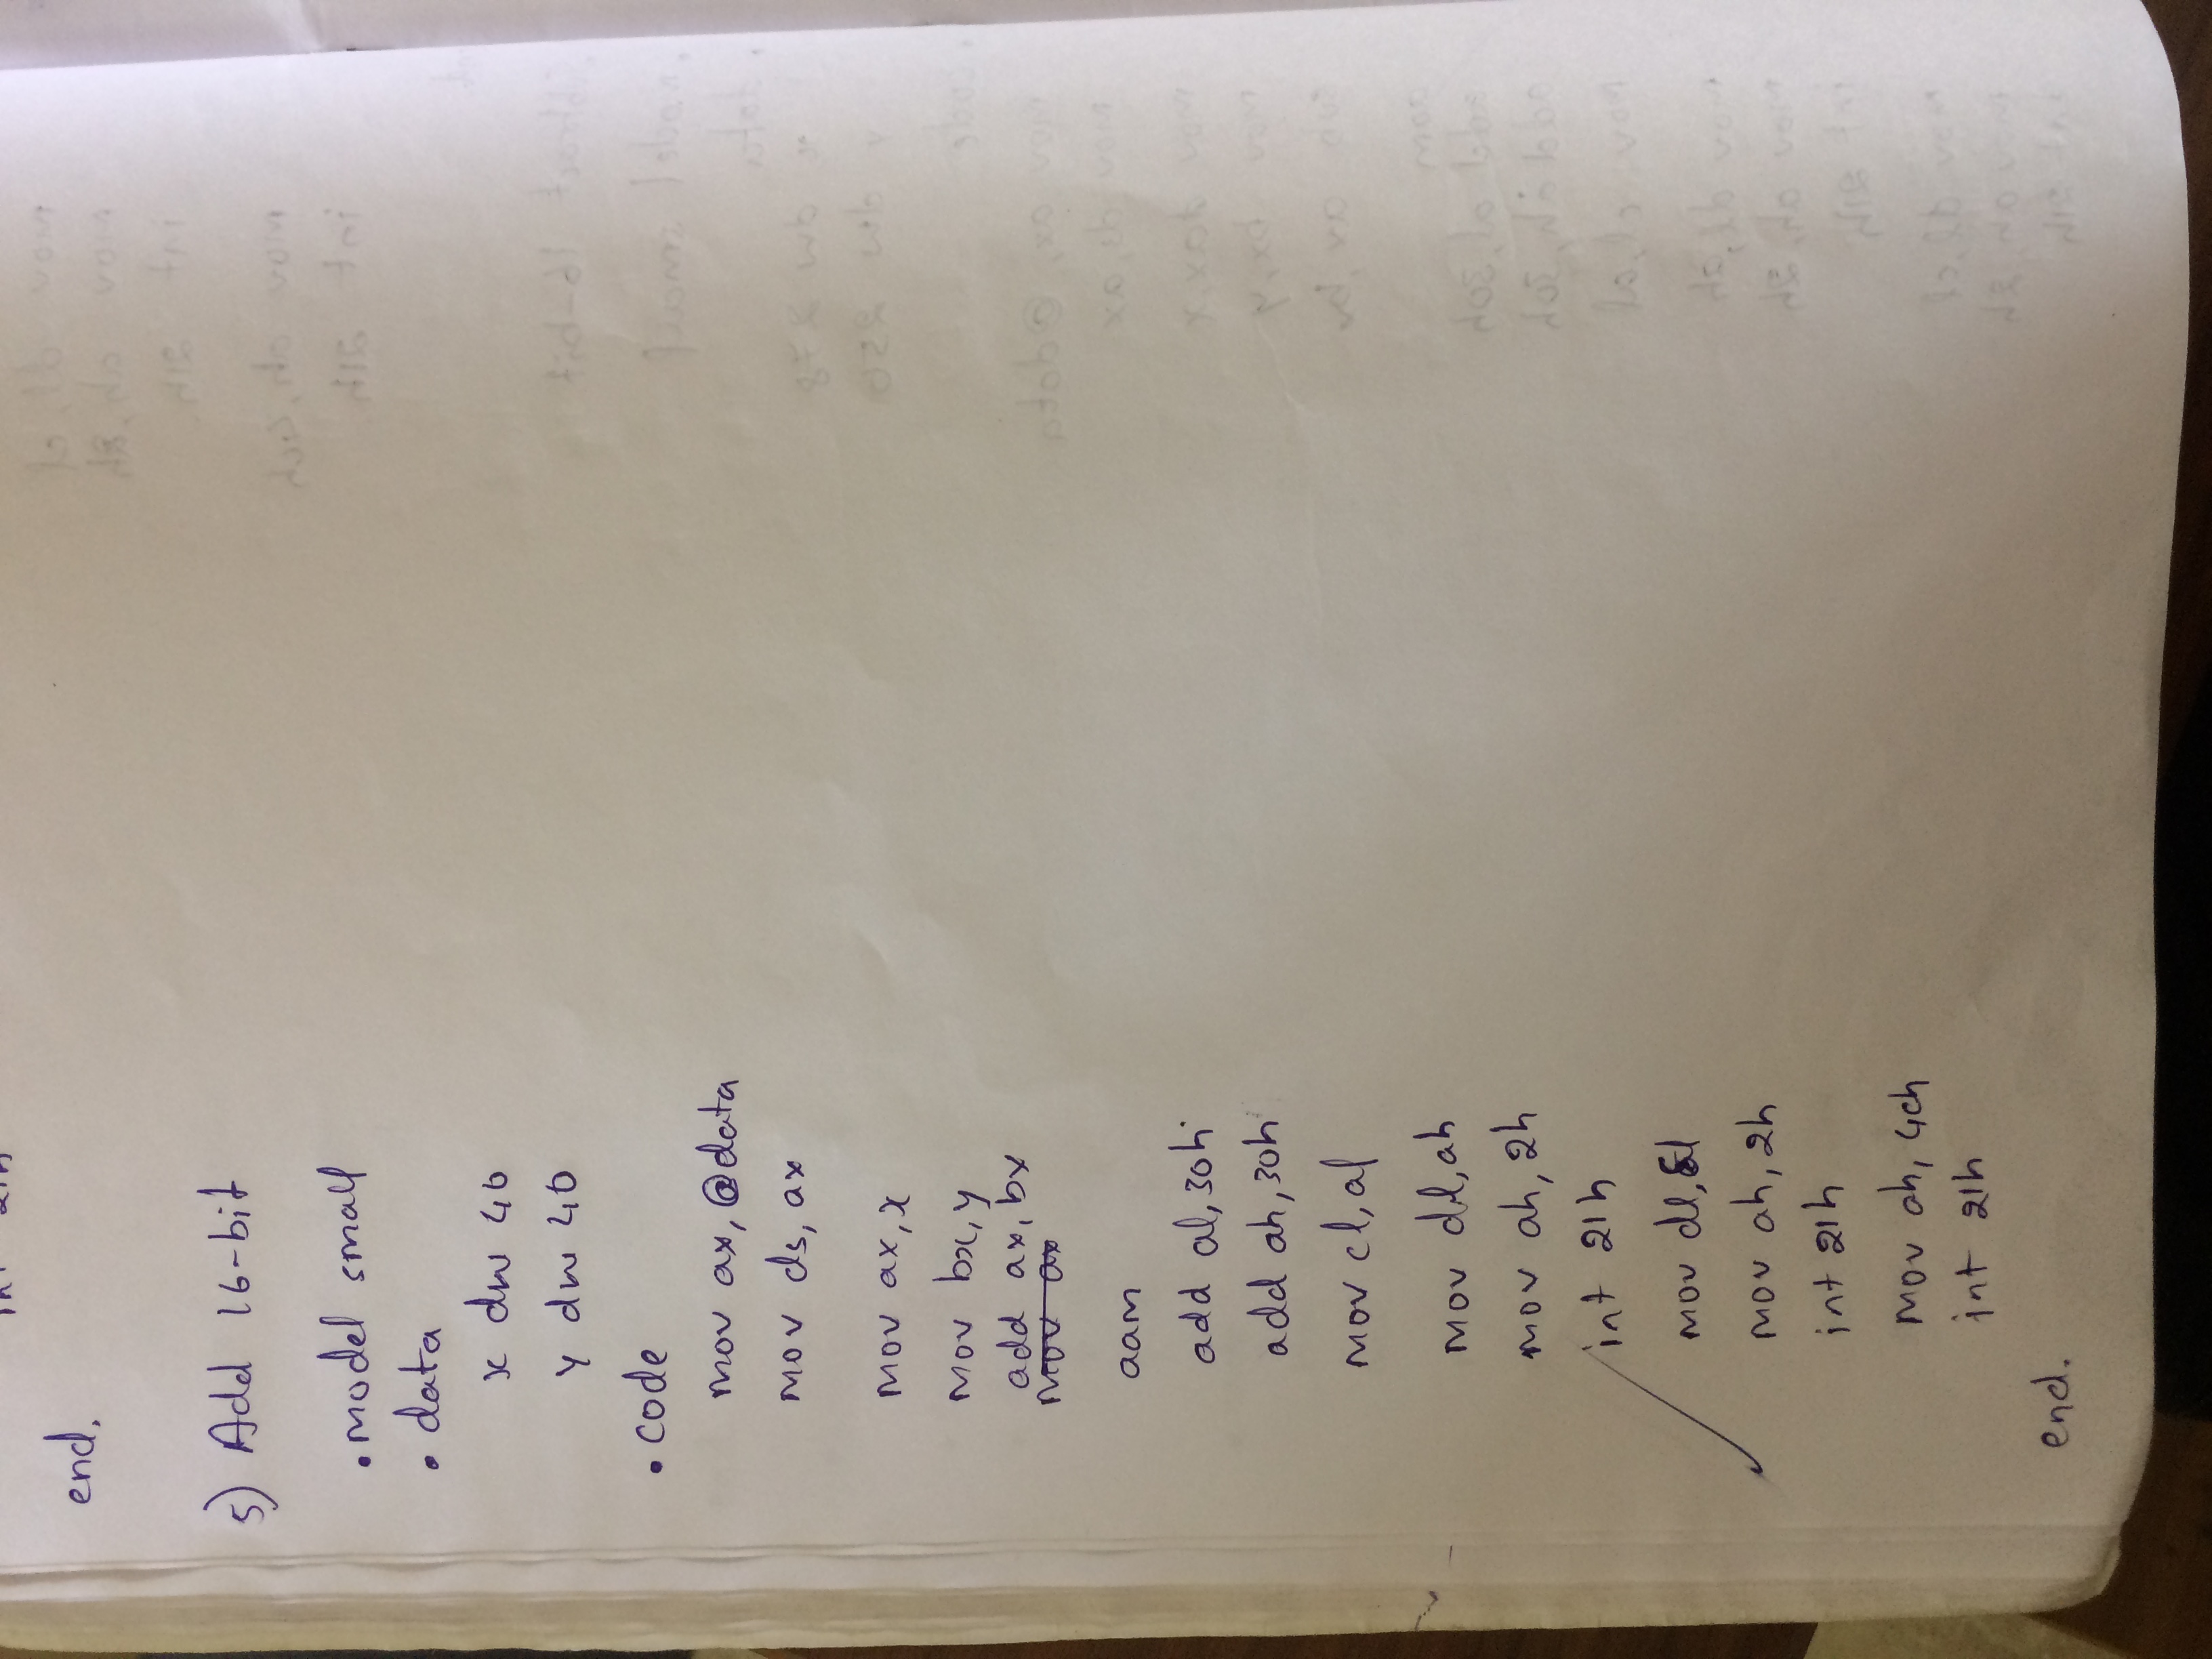 int 21h
end.
5) Add 16-bit
.model small
.data
x dw 40
y dw 40
.code
mov ax, @data
mov ds, ax
mov ax, x
mov bx, y
add ax, bx
mov ax
aam
add al, 30h
add ah, 30h
mov cl, al
mov dl, ah
mov ah, 2h
int 21h
mov dl, cl
mov ah, 2h
int 21h
mov ah, 4ch
int 21h
end.